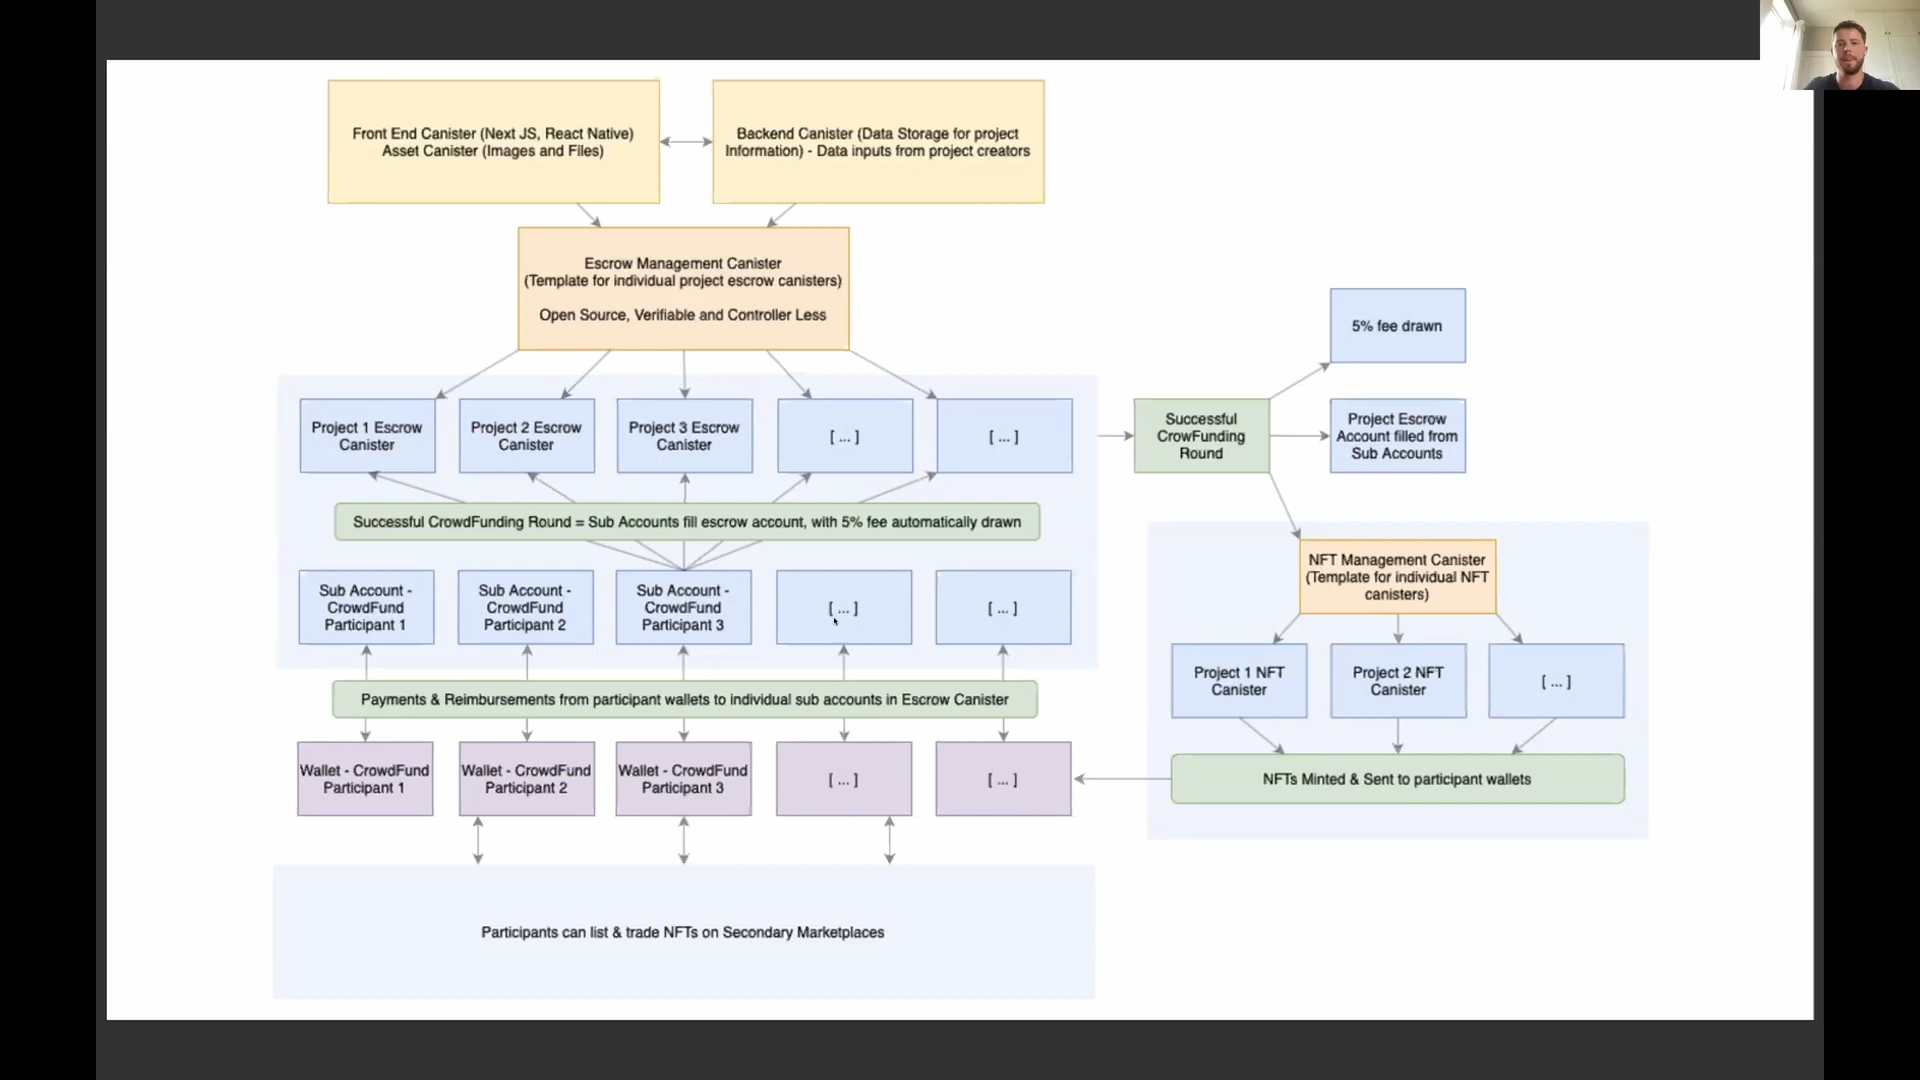 Front End Canister (Next JS, React Native)
Asset Canister (Images and Files)
Backend Canister (Data Storage for project
Information) - Data inputs from project creators
Escrow Management Canister
(Template for individual project escrow canisters)
Open Source, Verifiable and Controller Less
Project 1 Escrow
Canister
Project 2 Escrow
Canister
Project 3 Escrow
Canister
[ ... ]
[ ... ]
Successful CrowdFunding Round = Sub Accounts fill escrow account, with 5% fee automatically drawn
Sub Account -
CrowdFund
Participant 1
Sub Account -
CrowdFund
Participant 2
Sub Account -
CrowdFund
Participant 3
[ ... ]
[ ... ]
Payments & Reimbursements from participant wallets to individual sub accounts in Escrow Canister
Wallet - CrowdFund
Participant 1
Wallet - CrowdFund
Participant 2
Wallet - CrowdFund
Participant 3
[ ... ]
[ ... ]
Participants can list & trade NFTs on Secondary Marketplaces
Successful
CrowFunding
Round
5% fee drawn
Project Escrow
Account filled from
Sub Accounts
NFT Management Canister
(Template for individual NFT
canisters)
Project 1 NFT
Canister
Project 2 NFT
Canister
[ ... ]
NFTs Minted & Sent to participant wallets